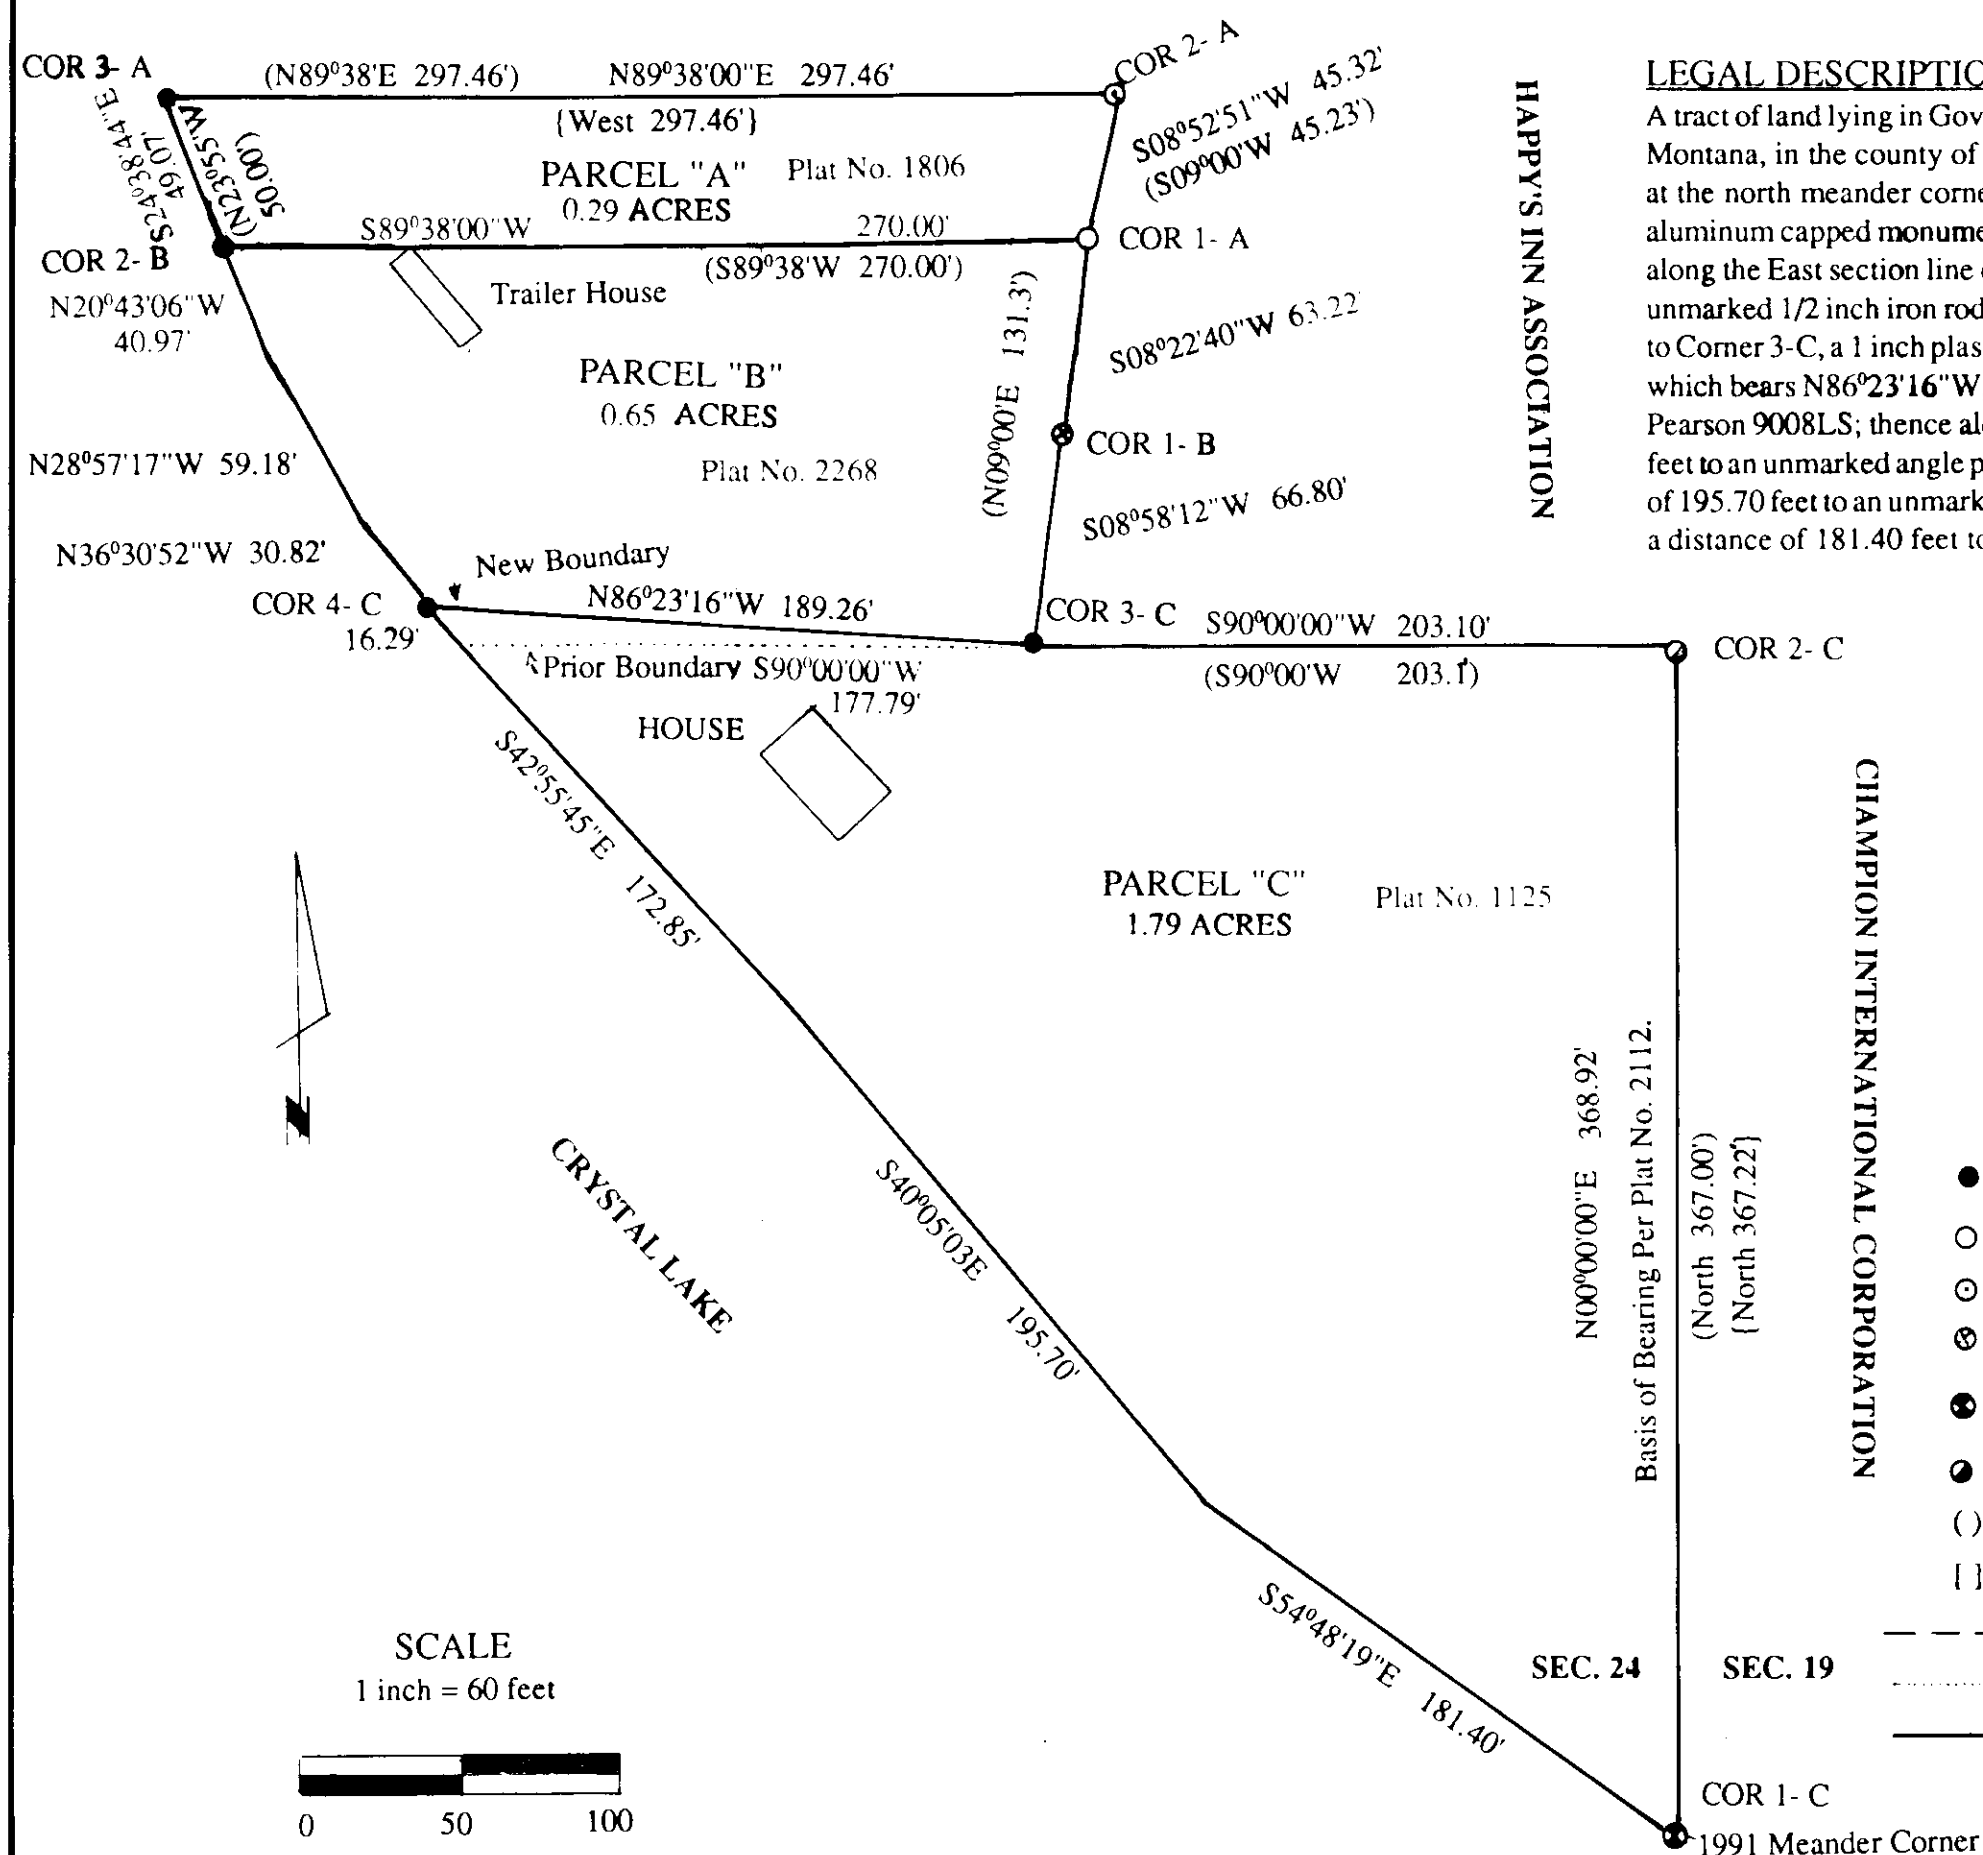 COR 3- A
(N89°38'E 297.46')
N89°38'00"E 297.46'
COR 2- A
{West 297.46'}
S24°38'44"E
49.07'
(N23°55'W
50.00')
PARCEL "A"
Plat No. 1806
0.29 ACRES
S08°52'51"W 45.32'
(S09°00'W 45.23')
S89°38'00"W 270.00'
COR 1- A
COR 2- B
(S89°38'W 270.00')
N20°43'06"W
40.97'
Trailer House
(N09°00'E 131.3')
S08°22'40"W 63.22'
PARCEL "B"
0.65 ACRES
Plat No. 2268
COR 1- B
N28°57'17"W 59.18'
S08°58'12"W 66.80'
N36°30'52"W 30.82'
New Boundary
COR 4- C
N86°23'16"W 189.26'
COR 3- C
S90°00'00"W 203.10'
COR 2- C
16.29'
Prior Boundary S90°00'00"W
177.79'
(S90°00'W 203.1')
HOUSE
S42°55'45"E 172.85'
PARCEL "C"
Plat No. 1125
1.79 ACRES
HAPPY'S INN ASSOCIATION
LEGAL DESCRIPTIO
A tract of land lying in Gov
Montana, in the county of
at the north meander corne
aluminum capped monume
along the East section line
unmarked 1/2 inch iron rod
to Corner 3-C, a 1 inch plas
which bears N86°23'16"W
Pearson 9008LS; thence al
feet to an unmarked angle p
of 195.70 feet to an unmark
a distance of 181.40 feet to
CHAMPION INTERNATIONAL CORPORATION
N00°00'00"E 368.92'
Basis of Bearing Per Plat No. 2112.
(North 367.00')
{North 367.22'}
N
CRYSTAL LAKE
S40°05'03E 195.70'
S54°48'19"E 181.40'
( )
[ ]
SEC. 24
SEC. 19
SCALE
1 inch = 60 feet
0 50 100
COR 1- C
1991 Meander Corner